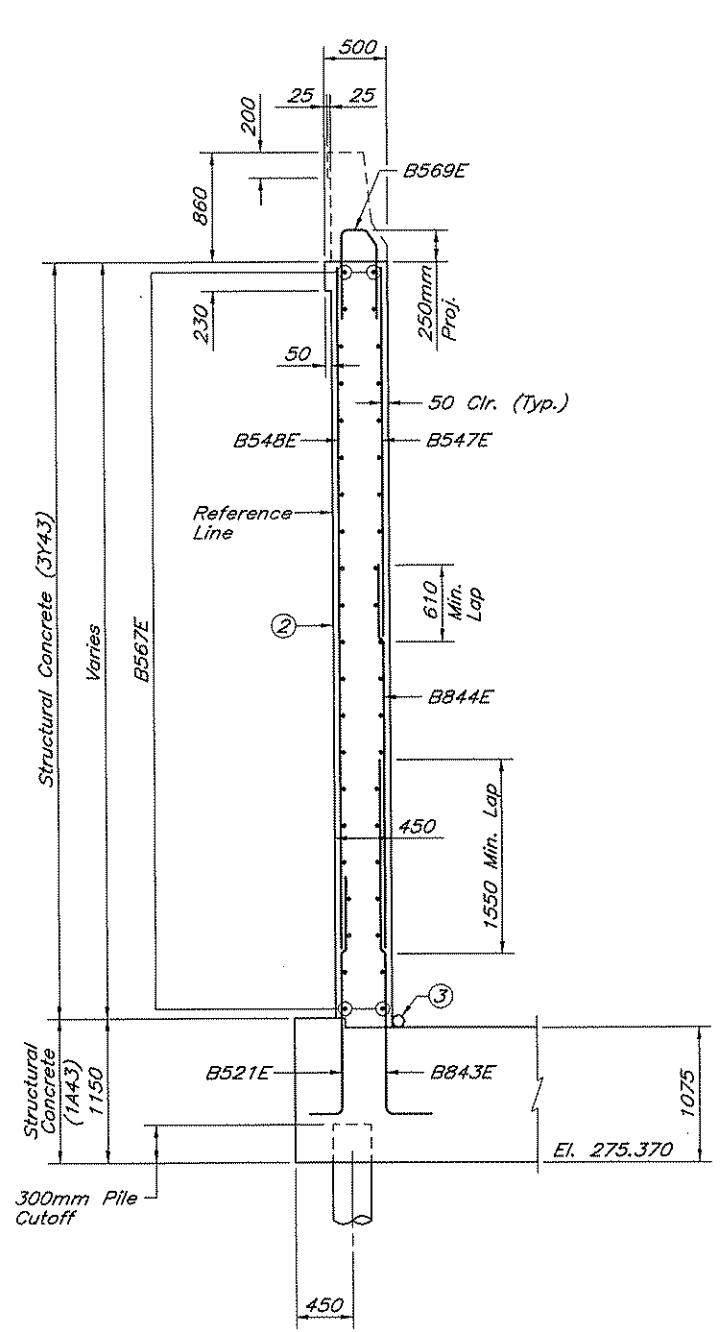 500
25
25
200
B569E
860
250mm
Proj.
230
50
50 Clr. (Typ.)
B548E
B547E
Reference
Line
Structural Concrete (3Y43)
Varies
B567E
610
Min.
Lap
2
B844E
450
1550 Min. Lap
3
Structural
Concrete
(1A43)
1150
B521E
B843E
1075
El. 275.370
300mm Pile
Cutoff
450